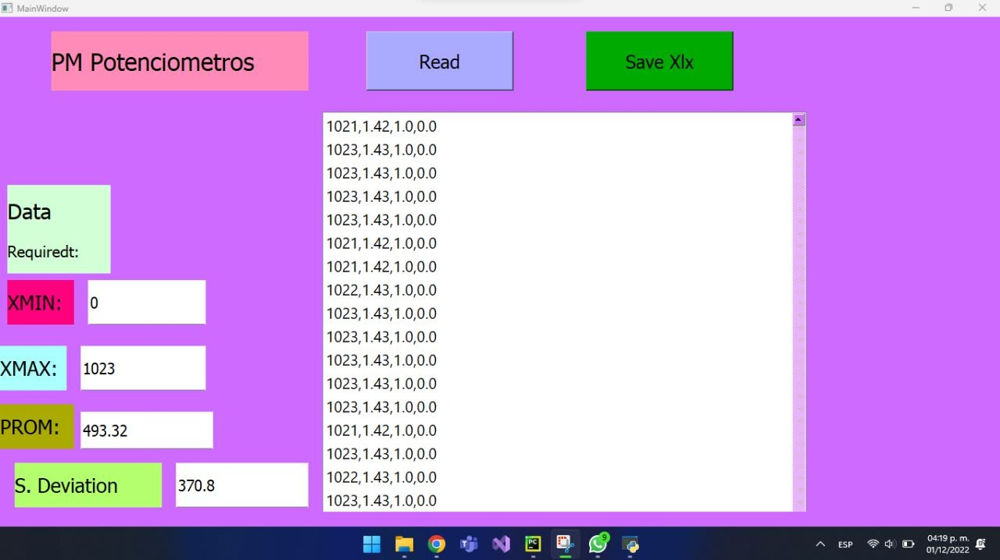 MainWindow
PM Potenciometros
Read
Save Xlx
1021,1.42,1.0,0.0
1023,1.43,1.0,0.0
1023,1.43,1.0,0.0
1023,1.43,1.0,0.0
1023,1.43,1.0,0.0
1021,1.42,1.0,0.0
1021,1.42,1.0,0.0
1022,1.43,1.0,0.0
1023,1.43,1.0,0.0
1023,1.43,1.0,0.0
1023,1.43,1.0,0.0
1023,1.43,1.0,0.0
1023,1.43,1.0,0.0
1021,1.42,1.0,0.0
1023,1.43,1.0,0.0
1022,1.43,1.0,0.0
1023,1.43,1.0,0.0
Data
Requiredt:
XMIN: 0
XMAX: 1023
PROM: 493.32
S. Deviation 370.8
PC
9
ESP
04:19 p. m.
01/12/2022